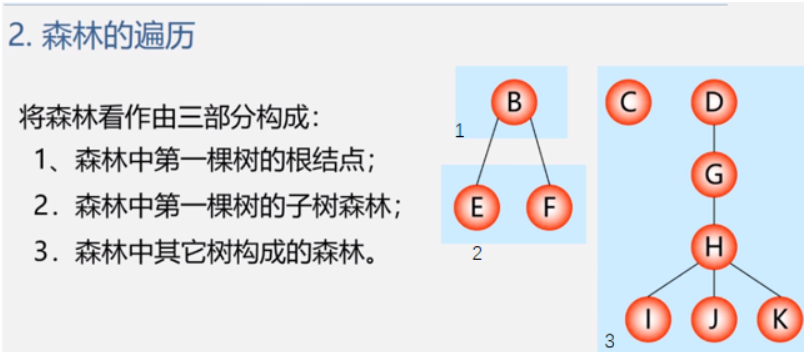 2. 森林的遍历
将森林看作由三部分构成：
1、森林中第一棵树的根结点；
2．森林中第一棵树的子树森林；
3．森林中其它树构成的森林。
B
1
E F
2
C D
G
H
I J K
3